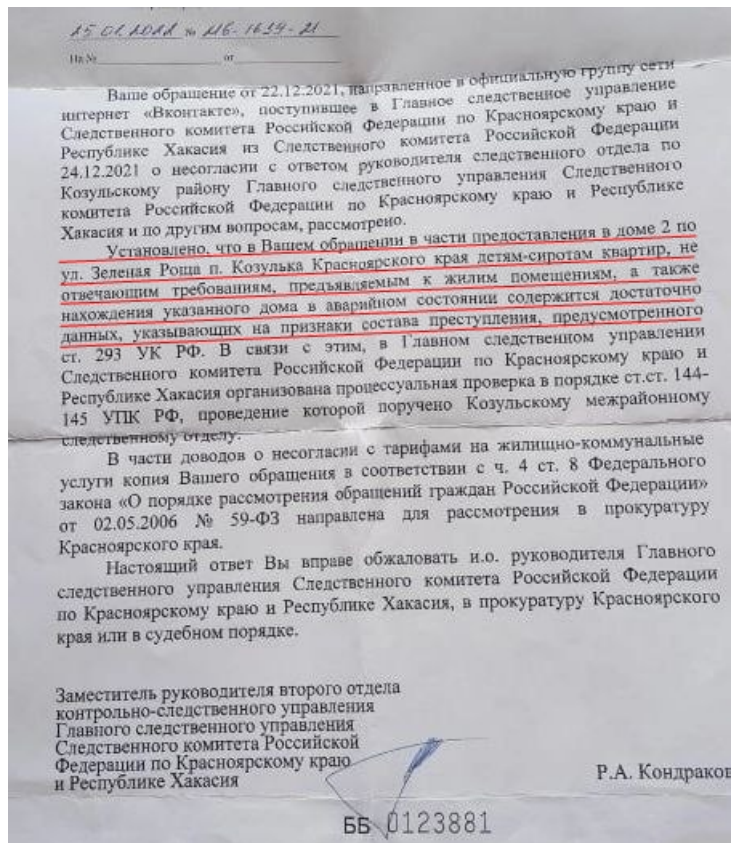 25.01.2022 № МВ-1639-21
На № от
Ваше обращение от 22.12.2021, направленное в официальную группу сети
интернет «Вконтакте», поступившее в Главное следственное управление
Следственного комитета Российской Федерации по Красноярскому краю и
Республике Хакасия из Следственного комитета Российской Федерации
24.12.2021 о несогласии с ответом руководителя следственного отдела по
Козульскому району Главного следственного управления Следственного
комитета Российской Федерации по Красноярскому краю и Республике
Хакасия и по другим вопросам, рассмотрено.
Установлено, что в Вашем обращении в части предоставления в доме 2 по
ул. Зеленая Роща п. Козулька Красноярского края детям-сиротам квартир, не
отвечающим требованиям, предъявдяемым к жилим помещениям, а также
нахождения указанного дома в аварийном состоянии содержится достаточно
данных, указывающих на признаки состава преступления, предусмотренного
ст. 293 УК РФ. В связи с этим, в Главном следственном управлении
Следственного комитета Российской Федерации по Красноярскому краю и
Республике Хакасия организована процессуальная проверка в порядке ст.ст. 144-
145 УПК РФ, проведение которой поручено Козульскому межрайонному
следственному отделу.
В части доводов о несогласии с тарифами на жилищно-коммунальные
услуги копия Вашего обращения в соответствии с ч. 4 ст. 8 Федерального
закона «О порядке рассмотрения обращений граждан Российской Федерации»
от 02.05.2006 № 59-ФЗ направлена для рассмотрения в прокуратуру
Красноярского края.
Настоящий ответ Вы вправе обжаловать и.о. руководителя Главного
следственного управления Следственного комитета Российской Федерации
по Красноярскому краю и Республике Хакасия, в прокуратуру Красноярского
края или в судебном порядке.
Заместитель руководителя второго отдела
контрольно-следственного управления
Главного следственного управления
Следственного комитета Российской
Федерации по Красноярскому краю
и Республике Хакасия
Р.А. Кондраков
ББ 0123881